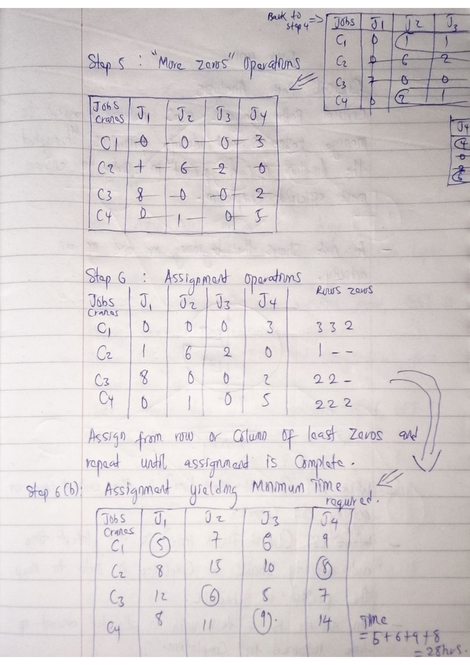 Back to
step 4 =>
Jobs J1 J2 J3
C1 0 1 1
C2 0 6 2
C3 7 0 0
C4 0 2 1
J4
Step 5 : "More zeros" Operations
Jobs J1 J2 J3 J4
Cranes
C1 0 0 0 3
C2 1 6 2 0
C3 8 0 0 2
C4 0 1 0 5
Step 6 : Assignment Operations
Jobs J1 J2 J3 J4 Rows zeros
Cranes
C1 0 0 0 3 3 3 2
C2 1 6 2 0 1 - -
C3 8 0 0 2 2 2 -
C4 0 1 0 5 2 2 2
Assign from row or Column of least Zeros and
repeat until assignment is Complete.
Step 6(b): Assignment yielding Minimum Time
required.
Jobs J1 J2 J3 J4
Cranes
C1 5 7 6 9
C2 8 15 10 8
C3 12 6 5 7
C4 8 11 9 14
Time
= 5+6+9+8
= 28hrs.